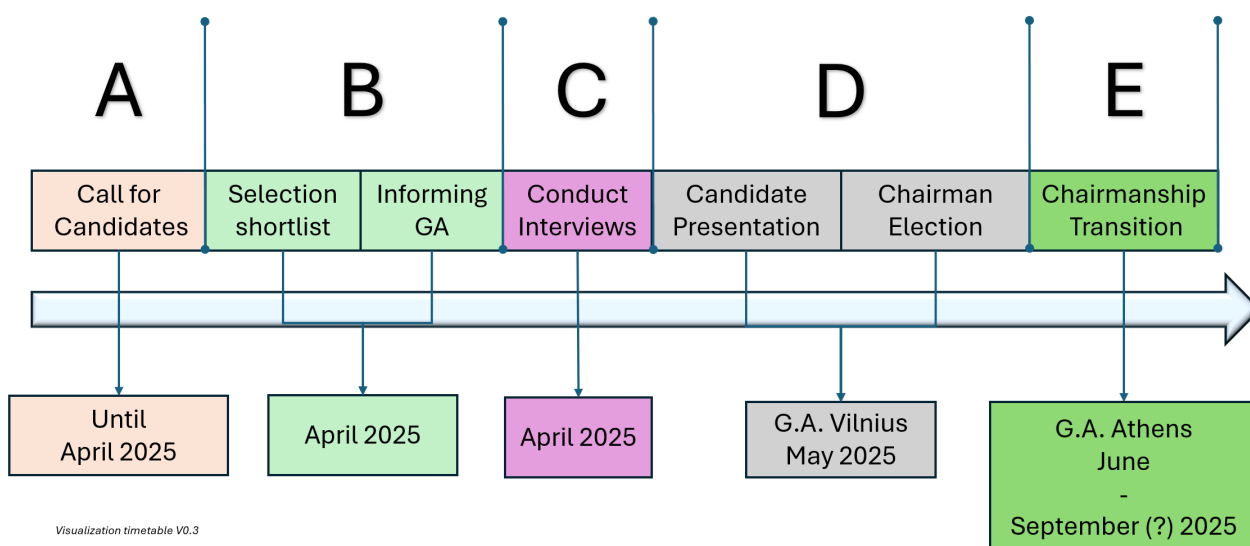 A
B
C
D
E
Call for
Candidates
Selection
shortlist
Informing
GA
Conduct
Interviews
Candidate
Presentation
Chairman
Election
Chairmanship
Transition
Until
April 2025
April 2025
April 2025
G.A. Vilnius
May 2025
G.A. Athens
June
-
September (?) 2025
Visualization timetable V0.3